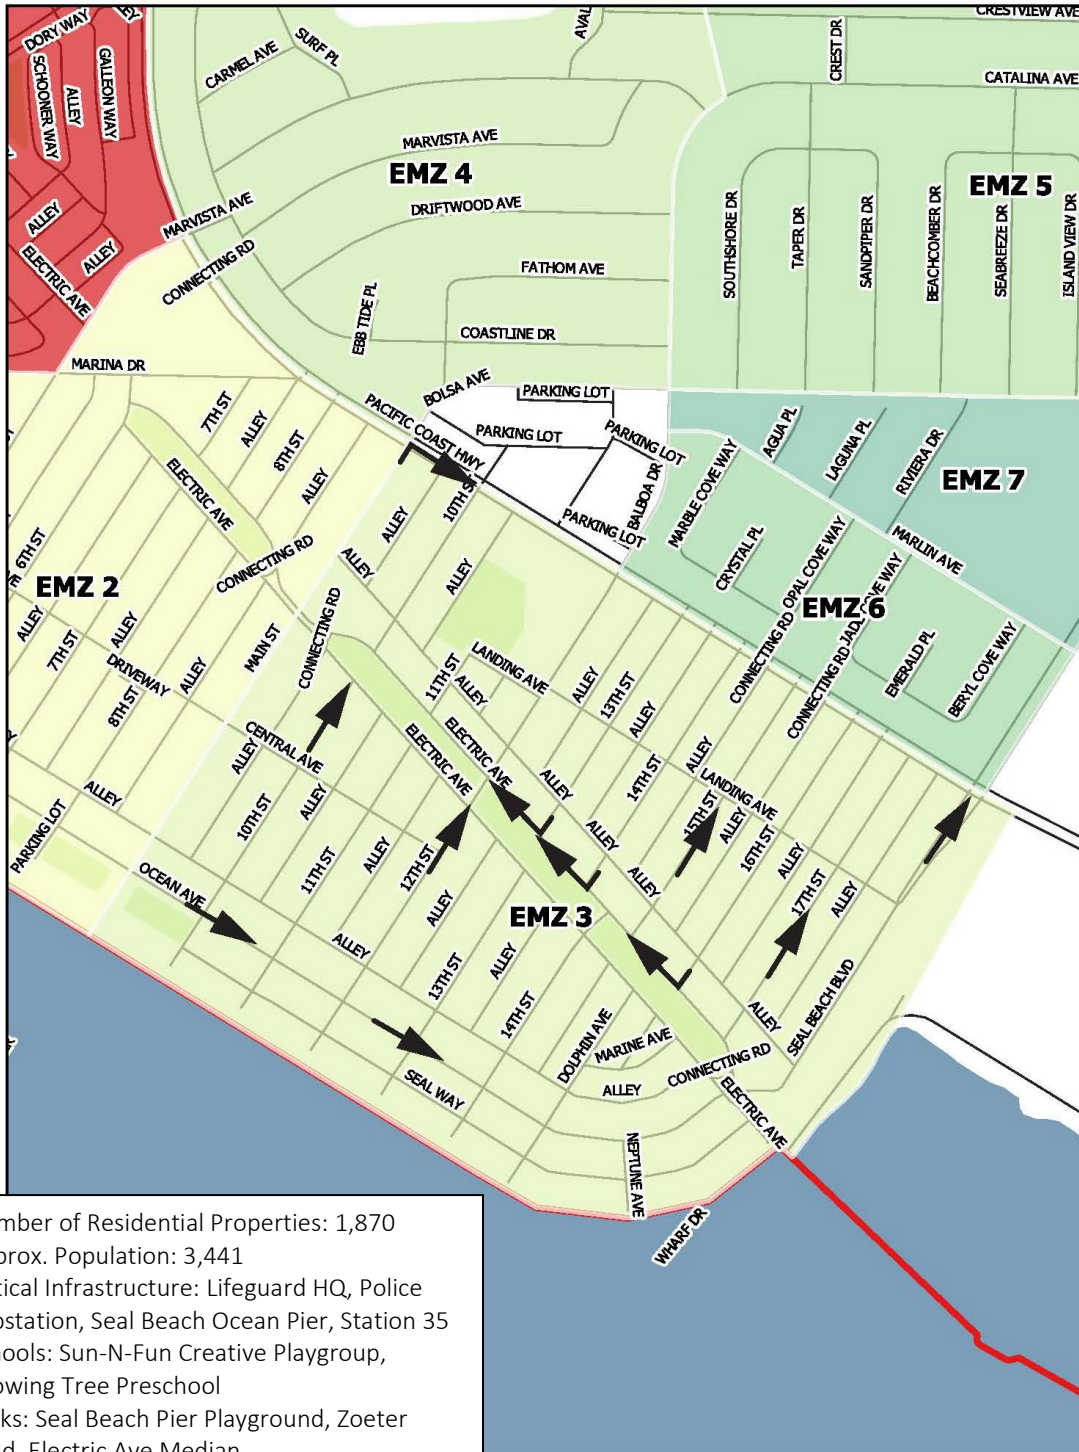 CRESTVIEW AVE
DORY WAY
SURF PL
CARMEL AVE
CREST DR
CATALINA AVE
SCHOONER WAY
ALLEY
GALLEON WAY
MARVISTA AVE
EMZ 4
EMZ 5
DRIFTWOOD AVE
MARVISTA AVE
ALLEY
ALLEY
ELECTRIC AVE
CONNECTING RD
FATHOM AVE
SOUTHSHORE DR
TAPER DR
SANDPIPER DR
BEACHCOMBER DR
SEABREEZE DR
ISLAND VIEW DR
EBB TIDE PL
COASTLINE DR
MARINA DR
BOLSA AVE
PARKING LOT
PACIFIC COAST HWY
PARKING LOT
PARKING LOT
7TH ST
ALLEY
8TH ST
ALLEY
ELECTRIC AVE
10TH ST
ALLEY
PARKING LOT
BALBOA DR
MARBLE COVE WAY
AGUA PL
LAGUNA PL
RIVIERA DR
EMZ 7
MARLIN AVE
CRYSTAL PL
CONNECTING RD OPAL COVE WAY
EMZ 6
CONNECTING RD JADE COVE WAY
EMERALD PL
BERYL COVE WAY
6TH ST
EMZ 2
CONNECTING RD
ALLEY
ALLEY
ALLEY
7TH ST
ALLEY
DRIVEWAY
8TH ST
ALLEY
MAIN ST
CONNECTING RD
11TH ST
ALLEY
LANDING AVE
ALLEY
13TH ST
ALLEY
CENTRAL AVE
ALLEY
ELECTRIC AVE
ELECTRIC AVE
ALLEY
14TH ST
ALLEY
LANDING AVE
15TH ST
ALLEY
16TH ST
ALLEY
17TH ST
ALLEY
ALLEY
PARKING LOT
10TH ST
ALLEY
11TH ST
ALLEY
12TH ST
ALLEY
ALLEY
ALLEY
OCEAN AVE
EMZ 3
ALLEY
13TH ST
ALLEY
14TH ST
DOLPHIN AVE
MARINE AVE
ALLEY
CONNECTING RD
ALLEY
SEAL BEACH BLVD
SEAL WAY
ELECTRIC AVE
NEPTUNE AVE
WHARF DR
mber of Residential Properties: 1,870
prox. Population: 3,441
tical Infrastructure: Lifeguard HQ, Police
bstation, Seal Beach Ocean Pier, Station 35
hools: Sun-N-Fun Creative Playgroup,
owing Tree Preschool
ks: Seal Beach Pier Playground, Zoeter
ld, Electric Ave Median